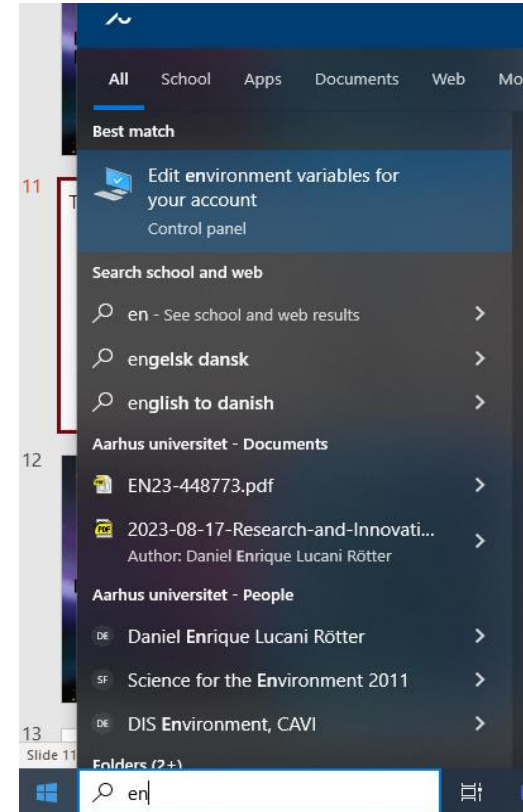 All School Apps Documents Web Mo
Best match
11
T
Edit environment variables for
your account
Control panel
Search school and web
en - See school and web results
engelsk dansk
english to danish
Aarhus universitet - Documents
12
EN23-448773.pdf
2023-08-17-Research-and-Innovati...
Author: Daniel Enrique Lucani Rötter
Aarhus universitet - People
DE Daniel Enrique Lucani Rötter
SF Science for the Environment 2011
DE DIS Environment, CAVI
13
Slide 11
Folders (2+)
en